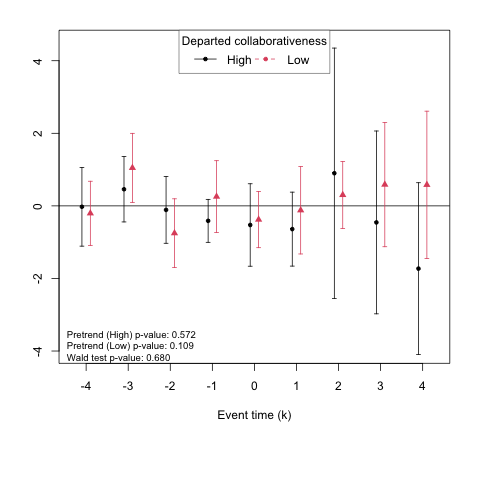 Departed collaborativeness
High Low
4
2
0
-2
-4
Pretrend (High) p-value: 0.572
Pretrend (Low) p-value: 0.109
Wald test p-value: 0.680
-4 -3 -2 -1 0 1 2 3 4
Event time (k)